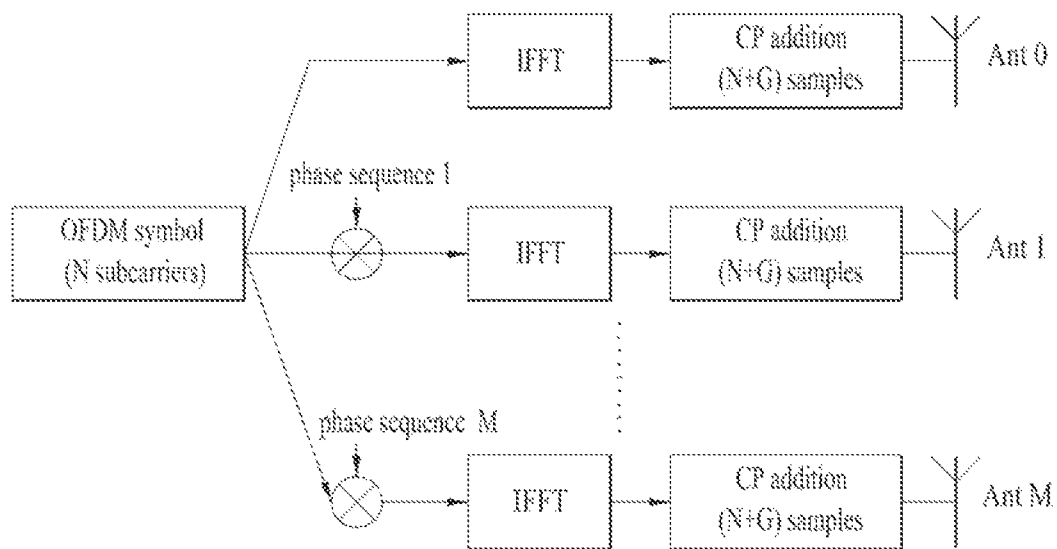 IFFT
CP addition
(N+G) samples
Ant 0
phase sequence 1
OFDM symbol
(N subcarriers)
IFFT
CP addition
(N+G) samples
Ant 1
phase sequence M
IFFT
CP addition
(N+G) samples
Ant M